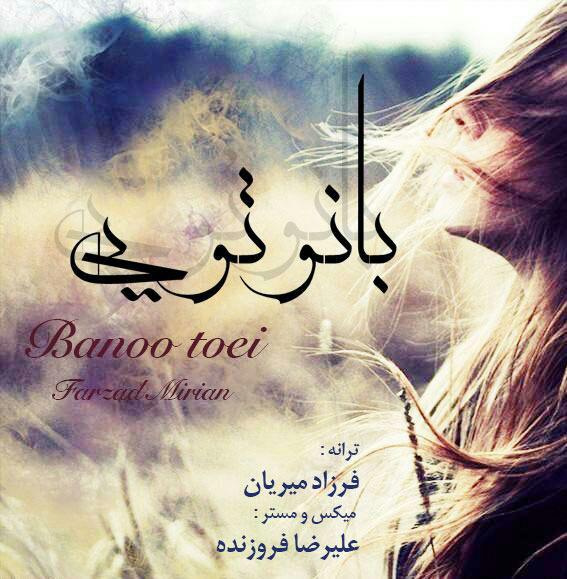 بانو تویی
Banoo toei
Farzad Mirian
ترانه :
فرزاد میریان
میکس و مستر :
علیرضا فروزنده